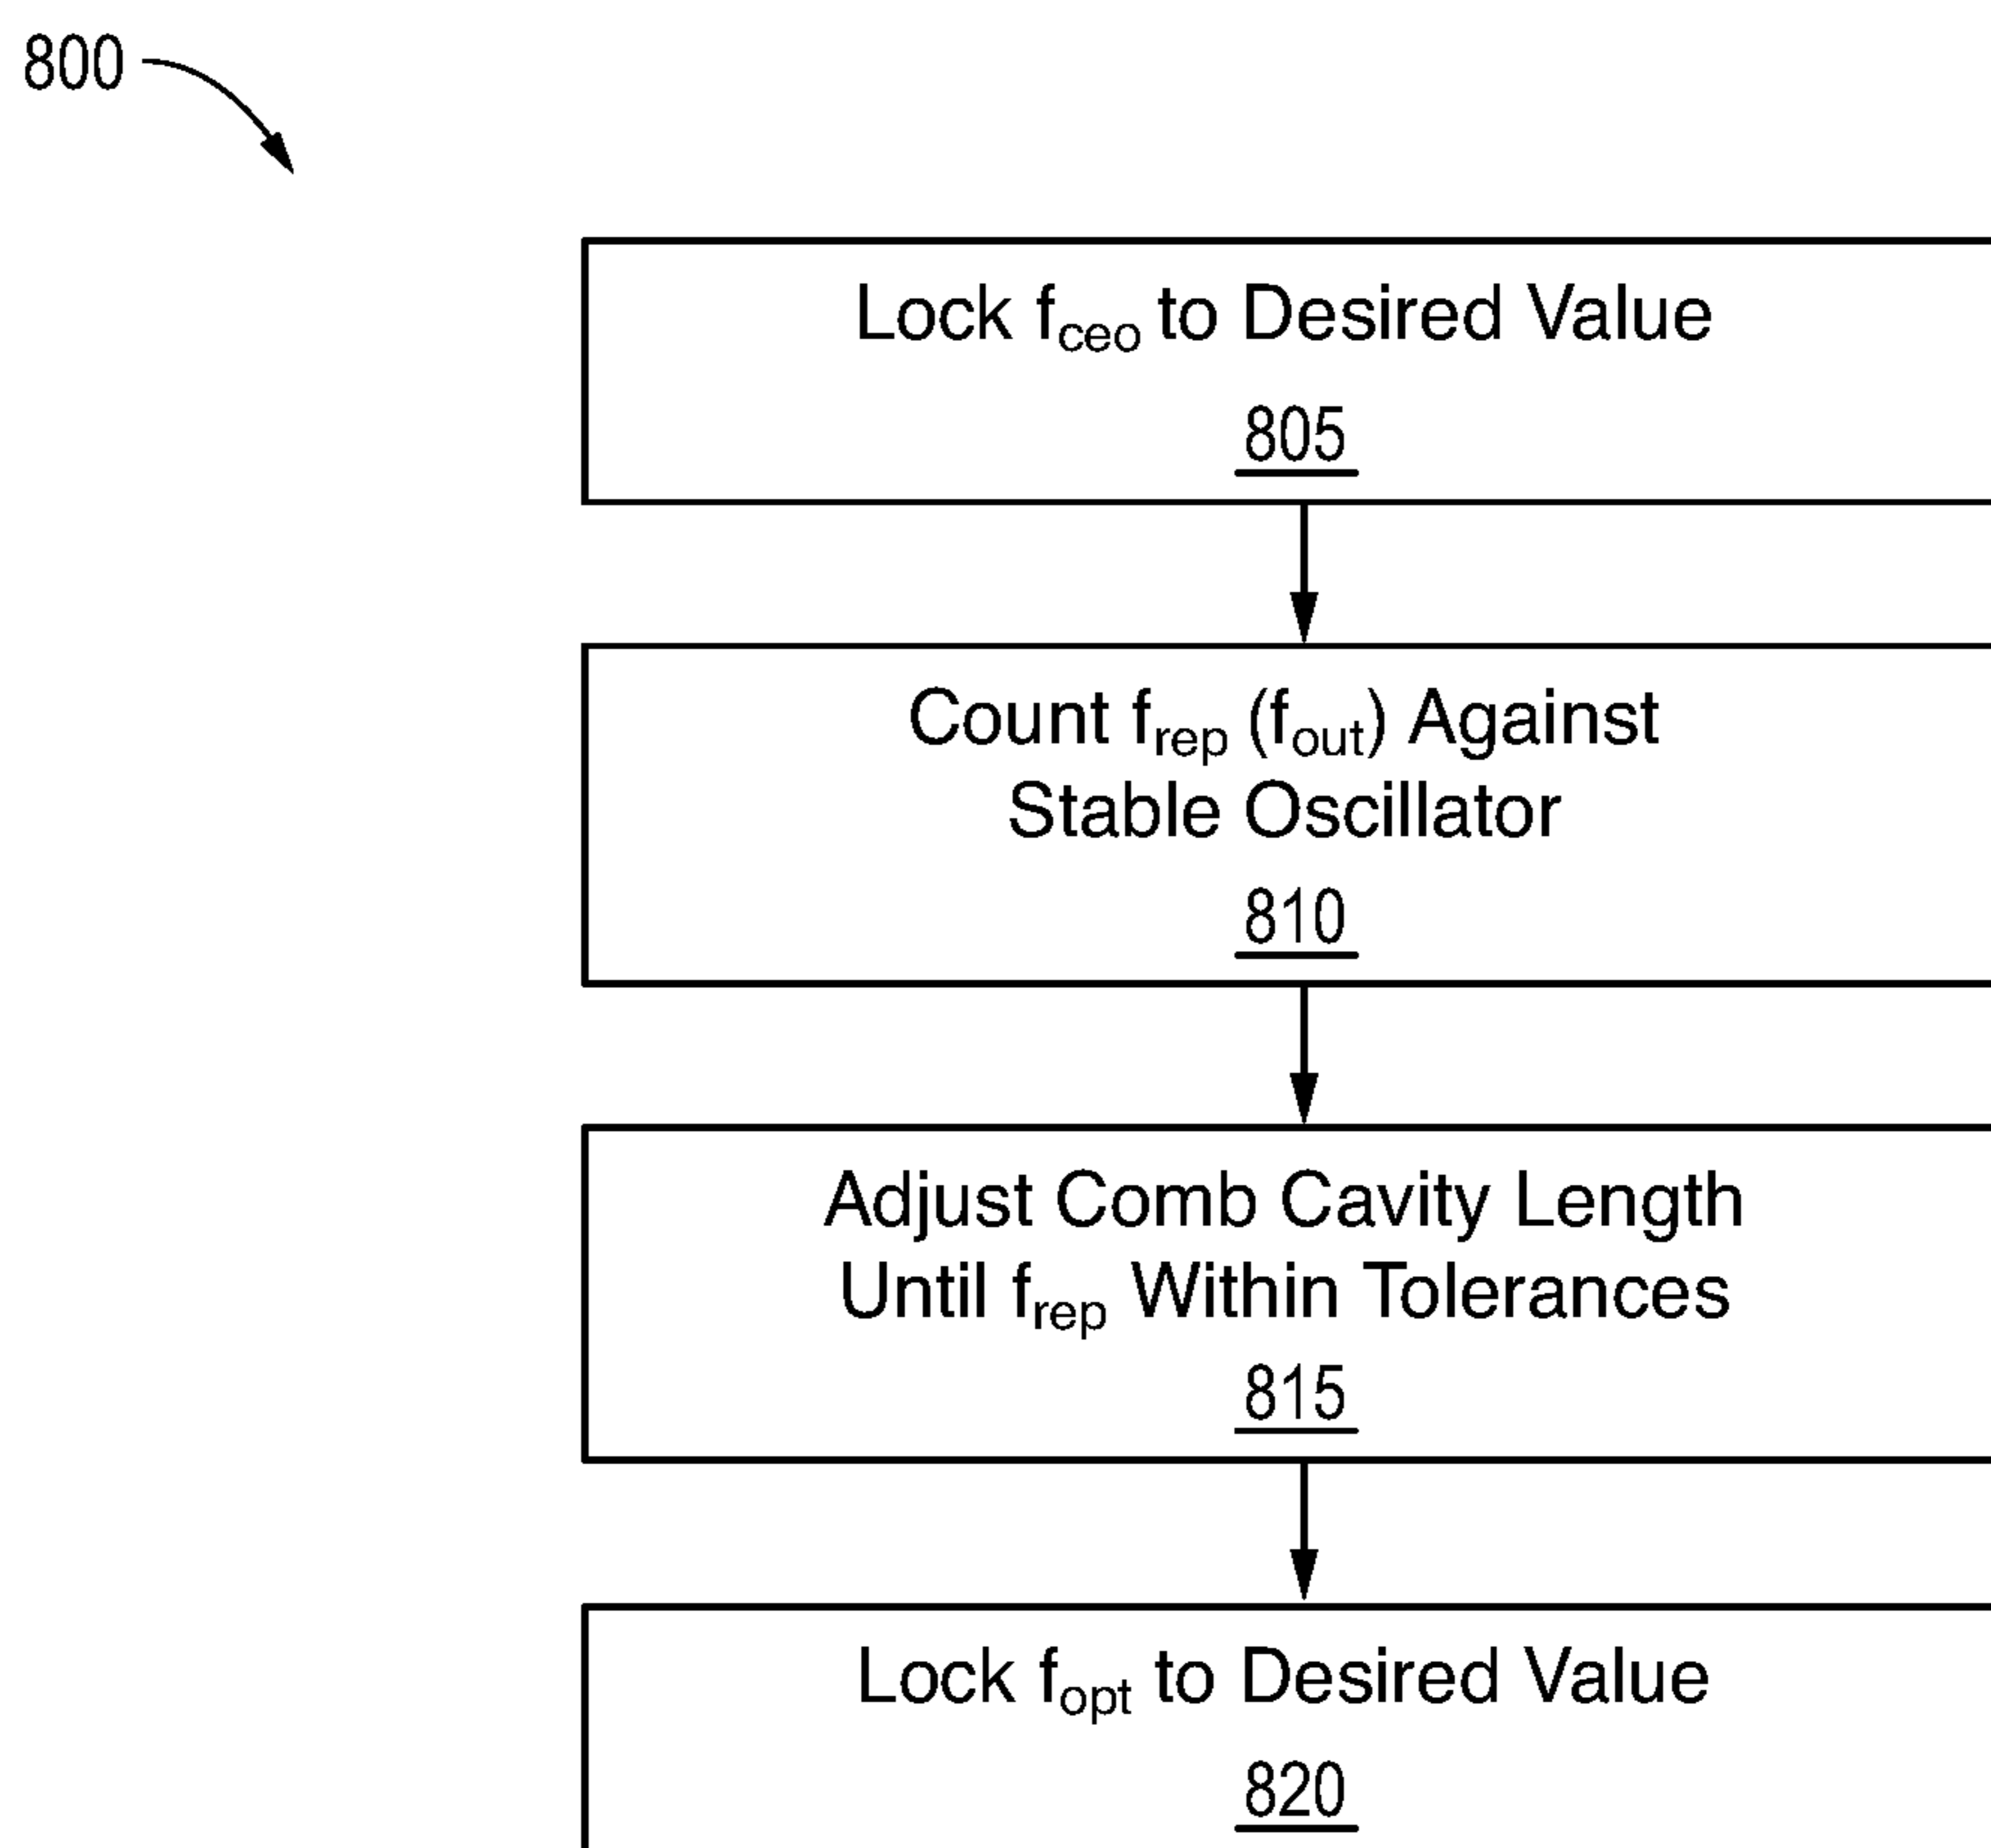 800
Lock fceo to Desired Value
805
Count frep (fout) Against
Stable Oscillator
810
Adjust Comb Cavity Length
Until frep Within Tolerances
815
Lock fopt to Desired Value
820